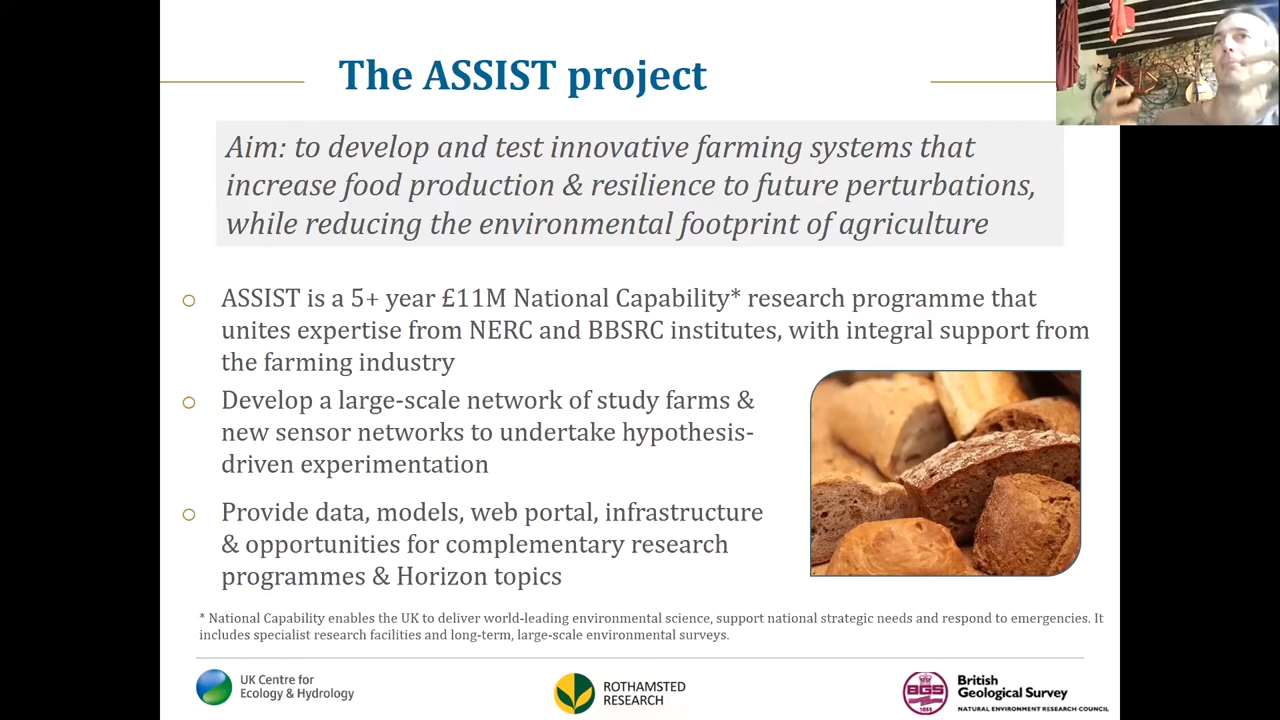 The ASSIST project
Aim: to develop and test innovative farming systems that
increase food production & resilience to future perturbations,
while reducing the environmental footprint of agriculture
ASSIST is a 5+ year £11M National Capability* research programme that
unites expertise from NERC and BBSRC institutes, with integral support from
the farming industry
Develop a large-scale network of study farms &
new sensor networks to undertake hypothesis-
driven experimentation
Provide data, models, web portal, infrastructure
& opportunities for complementary research
programmes & Horizon topics
* National Capability enables the UK to deliver world-leading environmental science, support national strategic needs and respond to emergencies. It
includes specialist research facilities and long-term, large-scale environmental surveys.
UK Centre for
Ecology & Hydrology
ROTHAMSTED
RESEARCH
BGS
1835
British
Geological Survey
NATURAL ENVIRONMENT RESEARCH COUNCIL